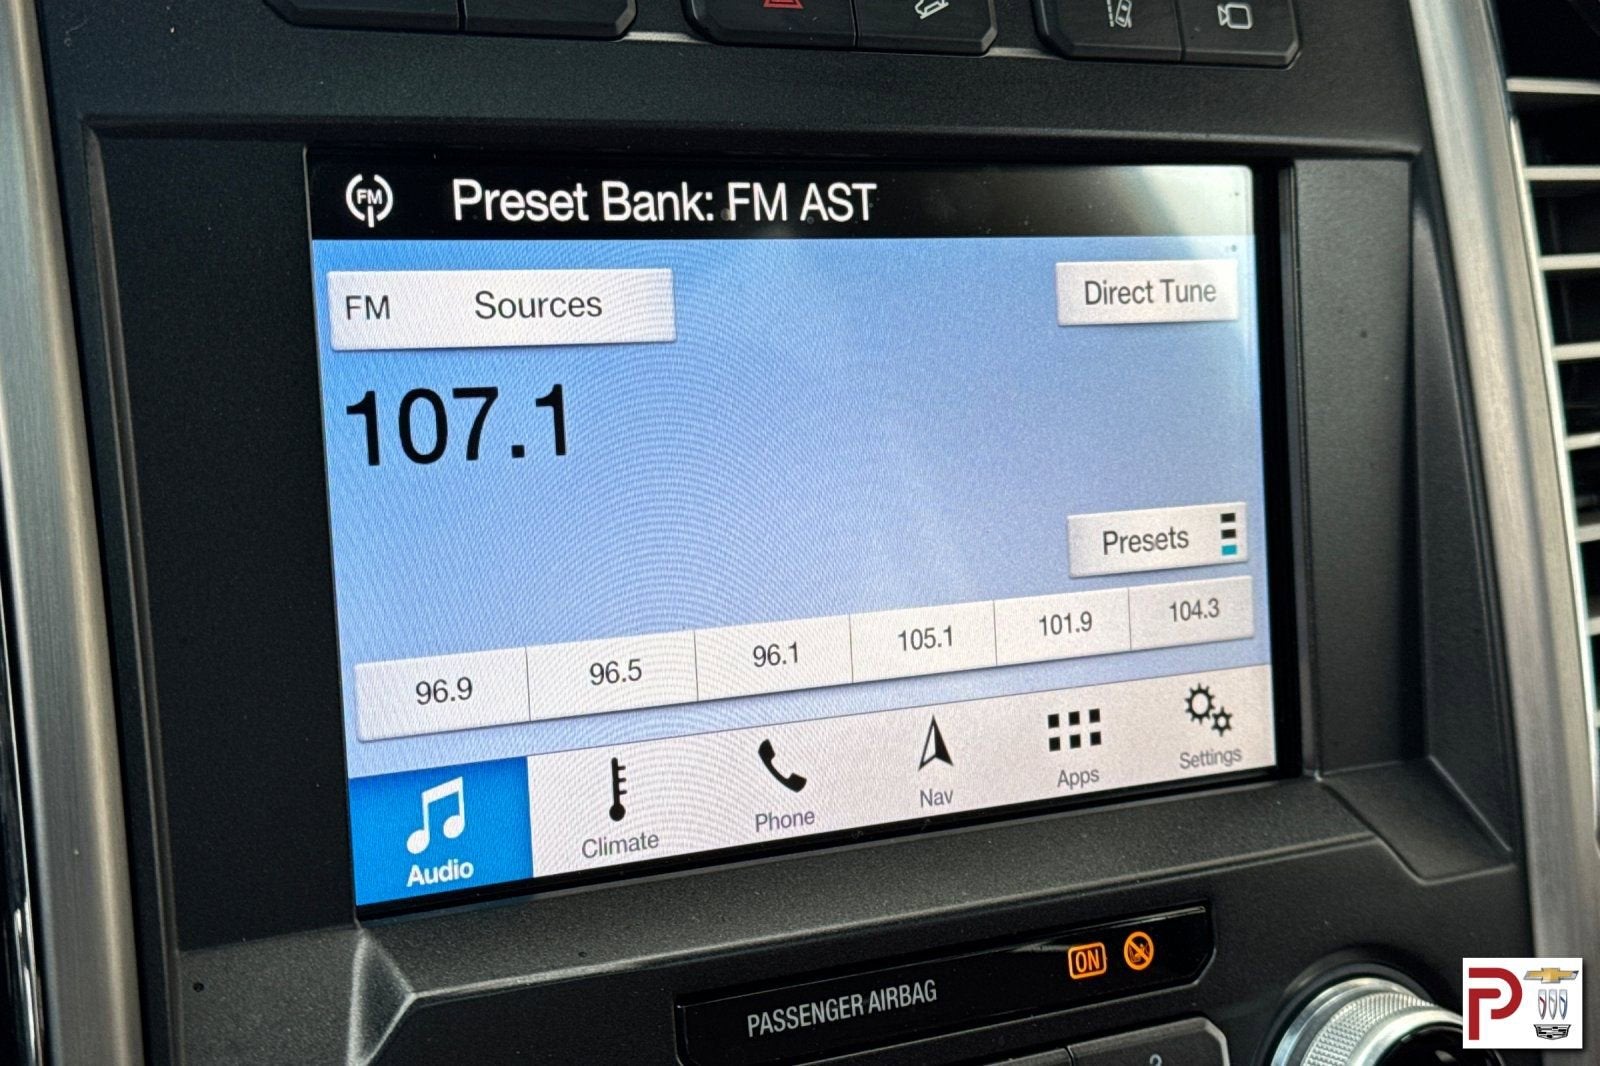 FM
Preset Bank: FM AST
FM Sources
Direct Tune
107.1
Presets
96.9 96.5 96.1 105.1 101.9 104.3
Audio Climate Phone Nav Apps Settings
PASSENGER AIRBAG ON
2
P